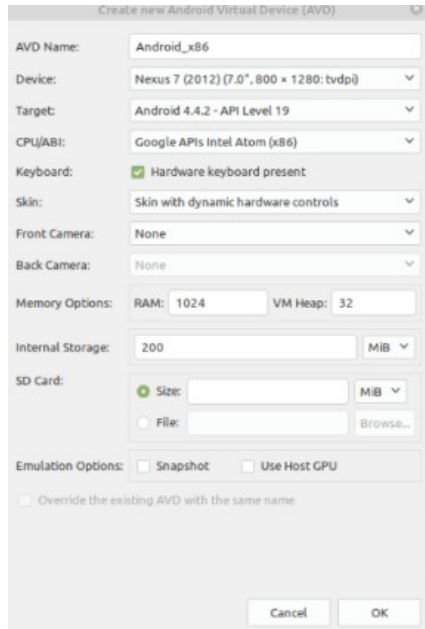 Create new Android Virtual Device (AVD)
AVD Name: Android_x86
Device: Nexus 7 (2012) (7.0", 800 × 1280: tvdpi)
Target: Android 4.4.2 - API Level 19
CPU/ABI: Google APIs Intel Atom (x86)
Keyboard: Hardware keyboard present
Skin: Skin with dynamic hardware controls
Front Camera: None
Back Camera: None
Memory Options: RAM: 1024 VM Heap: 32
Internal Storage: 200 MiB
SD Card:
Size: MiB
File: Browse...
Emulation Options: Snapshot Use Host GPU
Override the existing AVD with the same name
Cancel OK